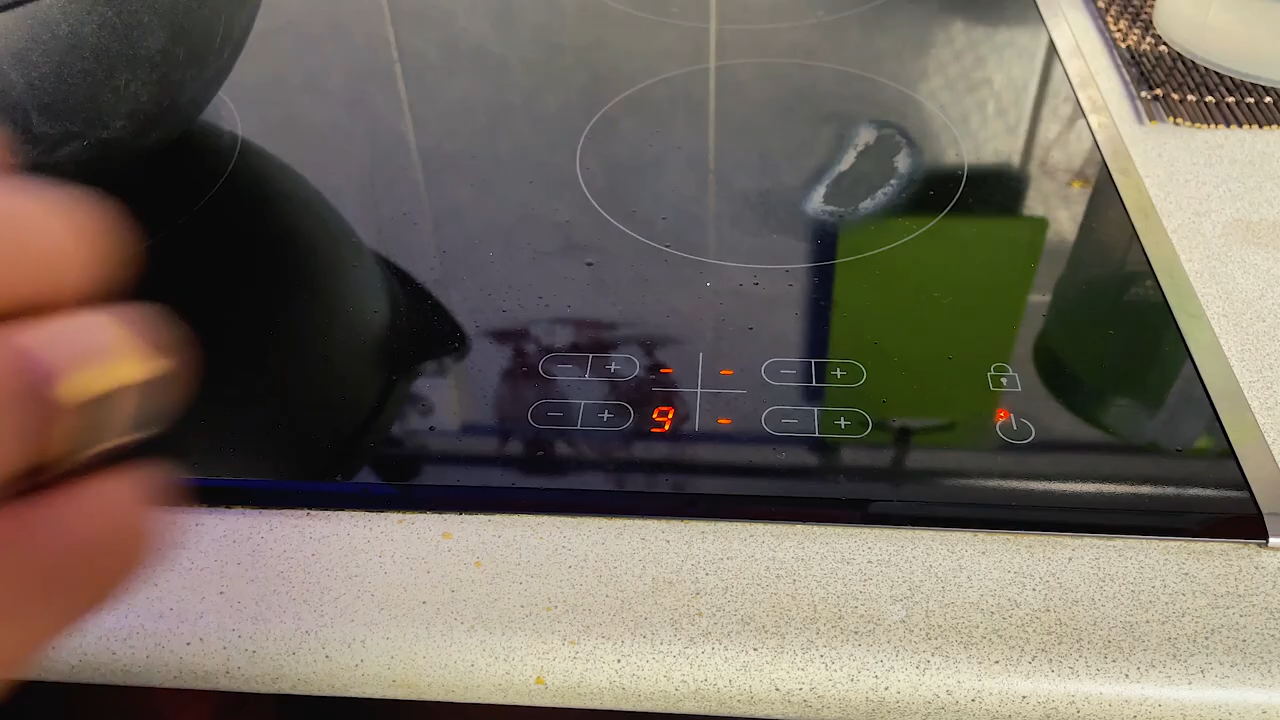 − + - - − +
− + 9 - − +